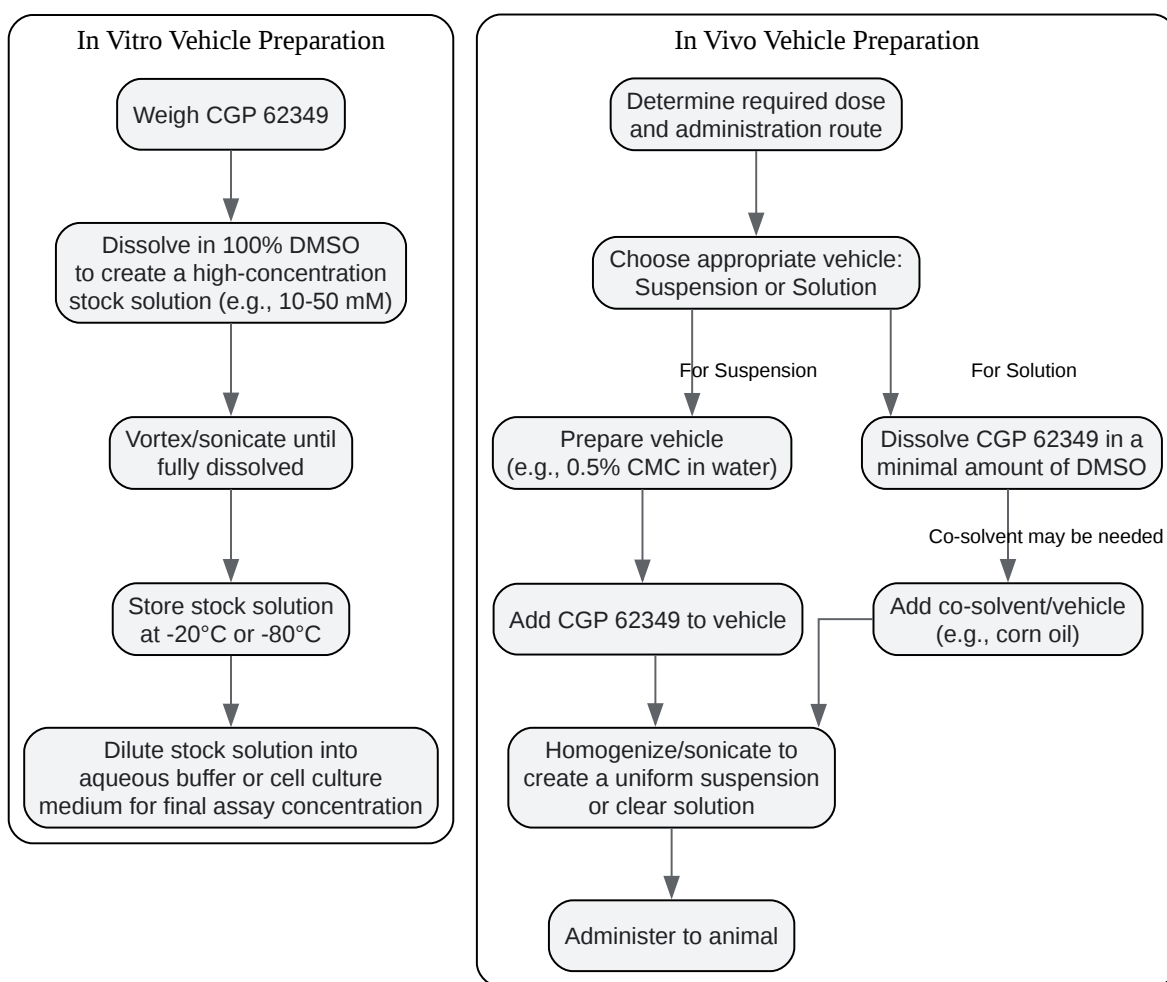 In Vitro Vehicle Preparation
Weigh CGP 62349
Dissolve in 100% DMSO
to create a high-concentration
stock solution (e.g., 10-50 mM)
Vortex/sonicate until
fully dissolved
Store stock solution
at -20°C or -80°C
Dilute stock solution into
aqueous buffer or cell culture
medium for final assay concentration
In Vivo Vehicle Preparation
Determine required dose
and administration route
Choose appropriate vehicle:
Suspension or Solution
For Suspension
For Solution
Prepare vehicle
(e.g., 0.5% CMC in water)
Dissolve CGP 62349 in a
minimal amount of DMSO
Co-solvent may be needed
Add CGP 62349 to vehicle
Add co-solvent/vehicle
(e.g., corn oil)
Homogenize/sonicate to
create a uniform suspension
or clear solution
Administer to animal